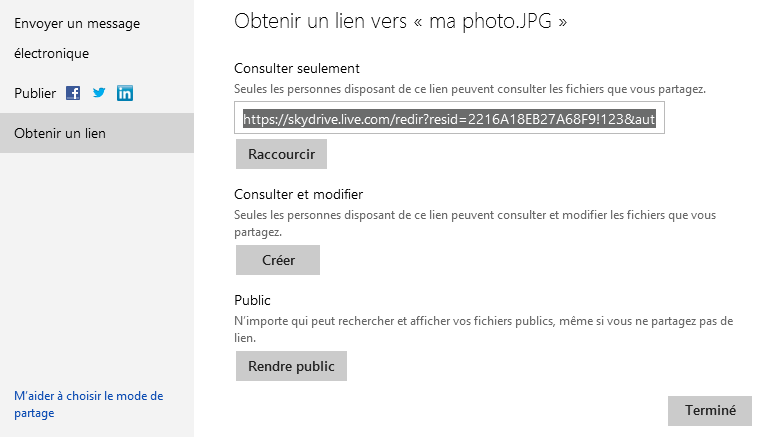 Envoyer un message
électronique
Publier
Obtenir un lien
M'aider à choisir le mode de
partage
Obtenir un lien vers « ma photo.JPG »
Consulter seulement
Seules les personnes disposant de ce lien peuvent consulter les fichiers que vous partagez.
https://skydrive.live.com/redir?resid=2216A18EB27A68F9!123&aut
Raccourcir
Consulter et modifier
Seules les personnes disposant de ce lien peuvent consulter et modifier les fichiers que vous
partagez.
Créer
Public
N'importe qui peut rechercher et afficher vos fichiers publics, même si vous ne partagez pas de
lien.
Rendre public
Terminé